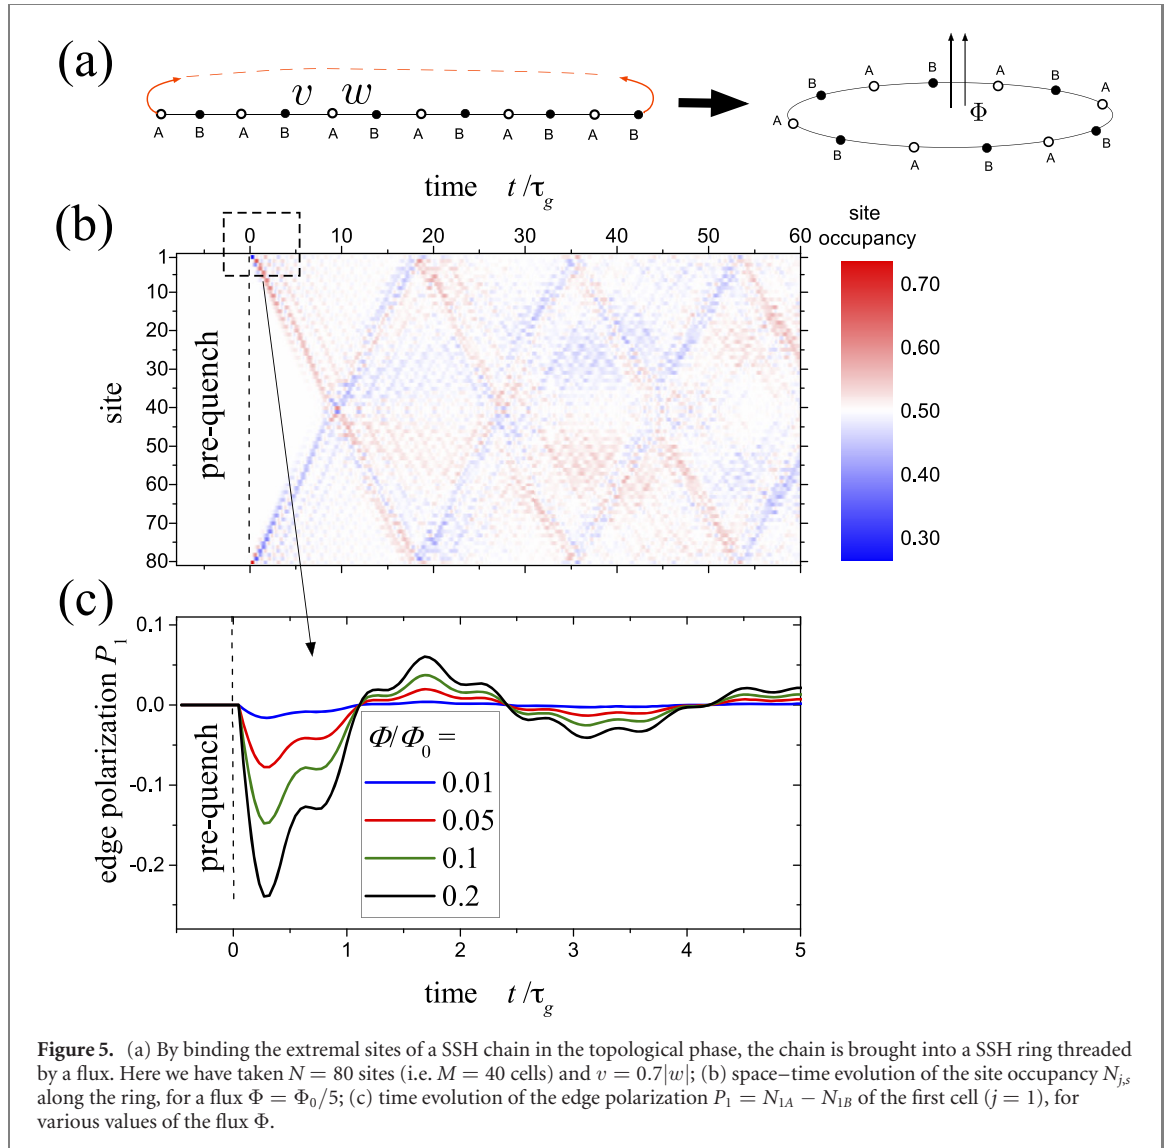 (a)
v w
A B A B A B A B A B A B
A B A B A B A B A B A B
Φ
time t/τg
(b)
0 10 20 30 40 50 60
site
occupancy
1
10
20
30
40
50
60
70
80
site
pre-quench
0.70
0.60
0.50
0.40
0.30
(c)
0.1
0.0
-0.1
-0.2
edge polarization P1
pre-quench
Φ/Φ0 =
0.01
0.05
0.1
0.2
0 1 2 3 4 5
time t/τg
Figure 5. (a) By binding the extremal sites of a SSH chain in the topological phase, the chain is brought into a SSH ring threaded
by a flux. Here we have taken N = 80 sites (i.e. M = 40 cells) and v = 0.7|w|; (b) space–time evolution of the site occupancy Nj,s
along the ring, for a flux Φ = Φ0/5; (c) time evolution of the edge polarization P1 = N1A − N1B of the first cell (j = 1), for
various values of the flux Φ.